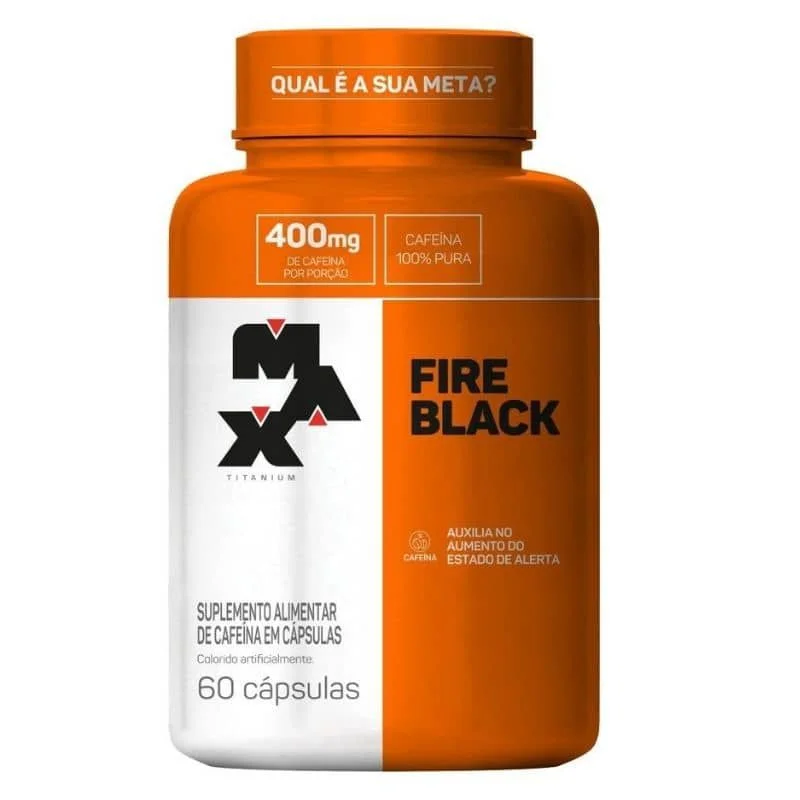 QUAL É A SUA META?
400mg
DE CAFEÍNA
POR PORÇÃO
CAFEÍNA
100% PURA
MAX
TITANIUM
FIRE
BLACK
CAFEÍNA
AUXILIA NO
AUMENTO DO
ESTADO DE ALERTA
SUPLEMENTO ALIMENTAR
DE CAFEÍNA EM CÁPSULAS
Colorido artificialmente.
60 cápsulas